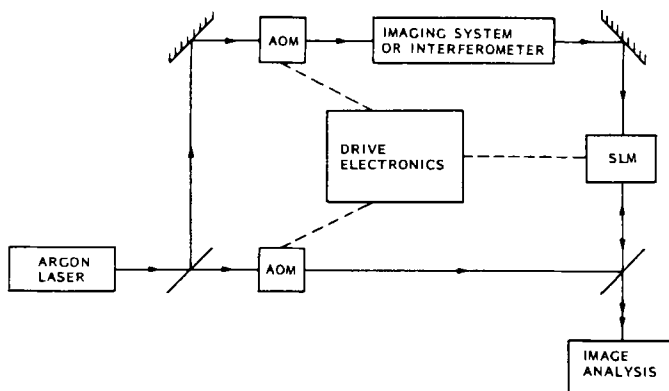 AOM
IMAGING SYSTEM
OR INTERFEROMETER
DRIVE
ELECTRONICS
SLM
ARGON
LASER
AOM
IMAGE
ANALYSIS